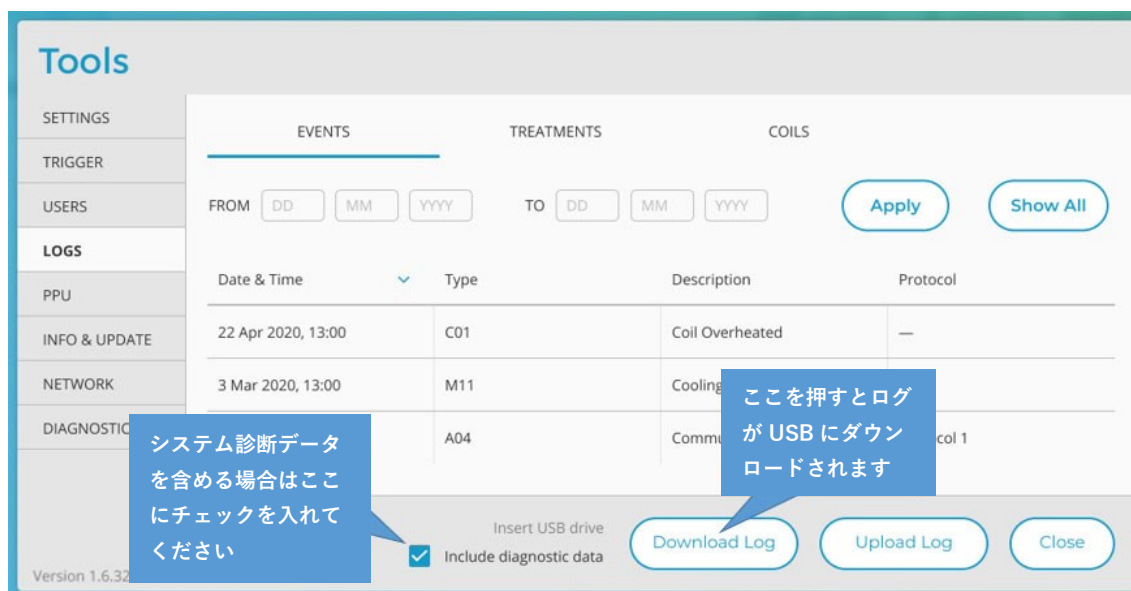 Tools
SETTINGS
TRIGGER
USERS
LOGS
PPU
INFO & UPDATE
NETWORK
DIAGNOSTIC
Version 1.6.32
EVENTS TREATMENTS COILS
FROM DD MM YYYY TO DD MM YYYY Apply Show All
Date & Time Type Description Protocol
22 Apr 2020, 13:00 C01 Coil Overheated —
3 Mar 2020, 13:00 M11 Cooling
A04
システム診断データ
を含める場合はここ
にチェックを入れて
ください
ここを押すとログ
が USB にダウン
ロードされます
Insert USB drive
Include diagnostic data
Download Log Upload Log Close